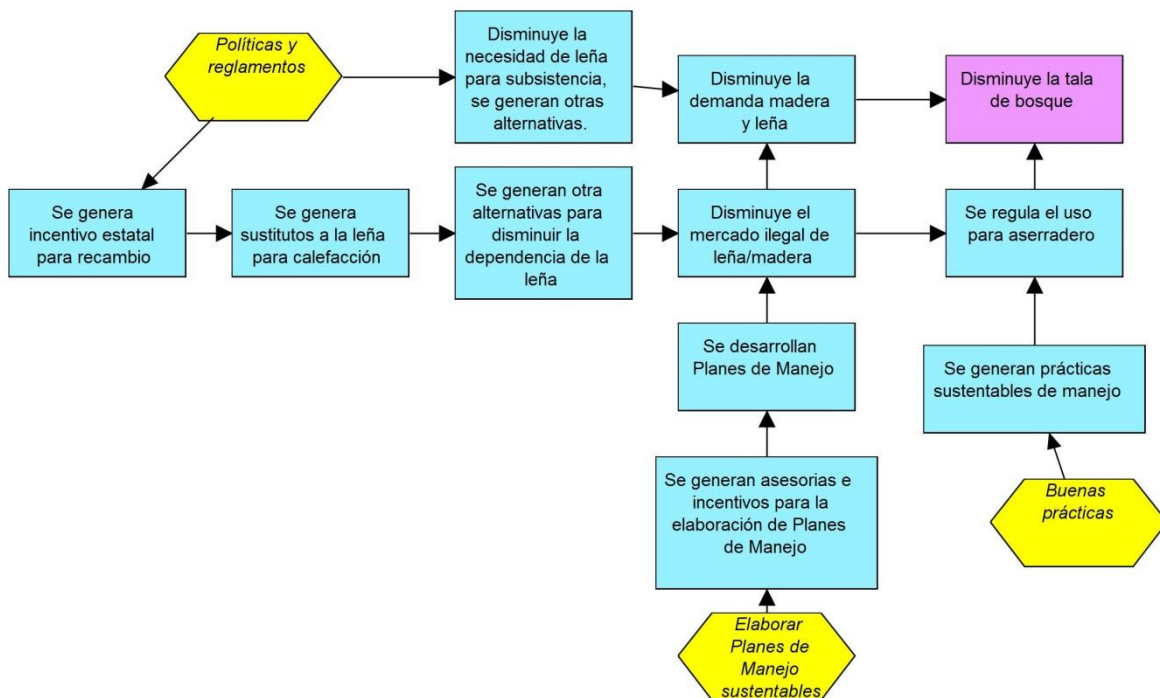 Políticas y
reglamentos
Disminuye la
necesidad de leña
para subsistencia,
se generan otras
alternativas.
Disminuye la
demanda madera
y leña
Disminuye la tala
de bosque
Se genera
incentivo estatal
para recambio
Se genera
sustitutos a la leña
para calefacción
Se generan otra
alternativas para
disminuir la
dependencia de la
leña
Disminuye el
mercado ilegal de
leña/madera
Se regula el uso
para aserradero
Se desarrollan
Planes de Manejo
Se generan prácticas
sustentables de manejo
Se generan asesorias e
incentivos para la
elaboración de Planes
de Manejo
Buenas
prácticas
Elaborar
Planes de
Manejo
sustentables